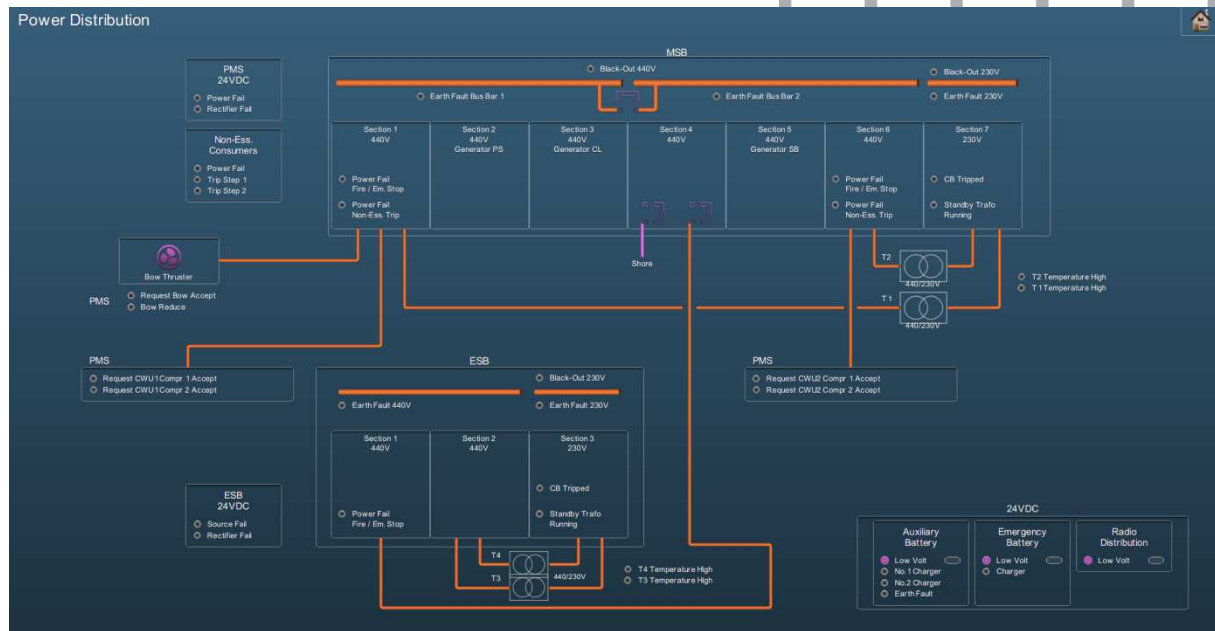 Power Distribution
PMS
24VDC
Power Fail
Rectifier Fail
Non-Ess.
Consumers
Power Fail
Trip Step 1
Trip Step 2
MSB
Black-Out 440V
Black-Out 230V
Earth Fault Bus Bar 1
Earth Fault Bus Bar 2
Earth Fault 230V
Section 1
440V
Power Fail
Fire / Em. Stop
Power Fail
Non-Ess. Trip
Section 2
440V
Generator PS
Section 3
440V
Generator CL
Section 4
440V
Section 5
440V
Generator SB
Section 6
440V
Power Fail
Fire / Em. Stop
Power Fail
Non-Ess. Trip
Section 7
230V
CB Tripped
Standby Trafo
Running
Shore
Bow Thruster
PMS
Request Bow Accept
Bow Reduce
T2
440/230V
T1
440/230V
T2 Temperature High
T1 Temperature High
PMS
Request CWU1 Compr 1 Accept
Request CWU1 Compr 2 Accept
PMS
Request CWU2 Compr 1 Accept
Request CWU2 Compr 2 Accept
ESB
Black-Out 230V
Earth Fault 440V
Earth Fault 230V
Section 1
440V
Power Fail
Fire / Em. Stop
Section 2
440V
Section 3
230V
CB Tripped
Standby Trafo
Running
T4
T3
440/230V
T4 Temperature High
T3 Temperature High
ESB
24VDC
Source Fail
Rectifier Fail
24VDC
Auxiliary
Battery
Low Volt
No.1 Charger
No.2 Charger
Earth Fault
Emergency
Battery
Low Volt
Charger
Radio
Distribution
Low Volt